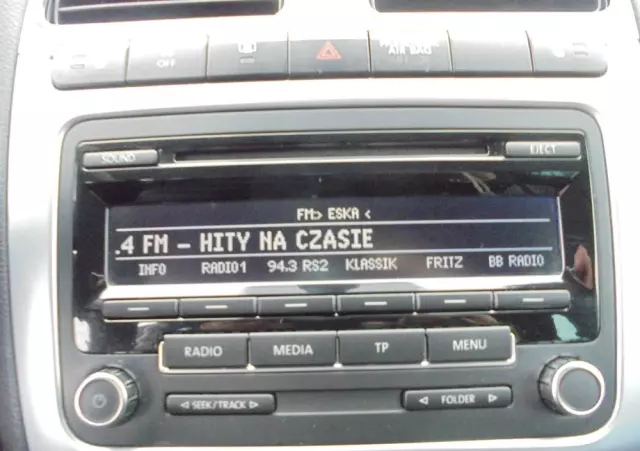 OFF AIR BAG
SOUND EJECT
FM> ESKA <
.4 FM - HITY NA CZASIE
INFO RADIO1 94.3 RS2 KLASSIK FRITZ BB RADIO
RADIO MEDIA TP MENU
◁ SEEK/TRACK ▷ ◁ FOLDER ▷